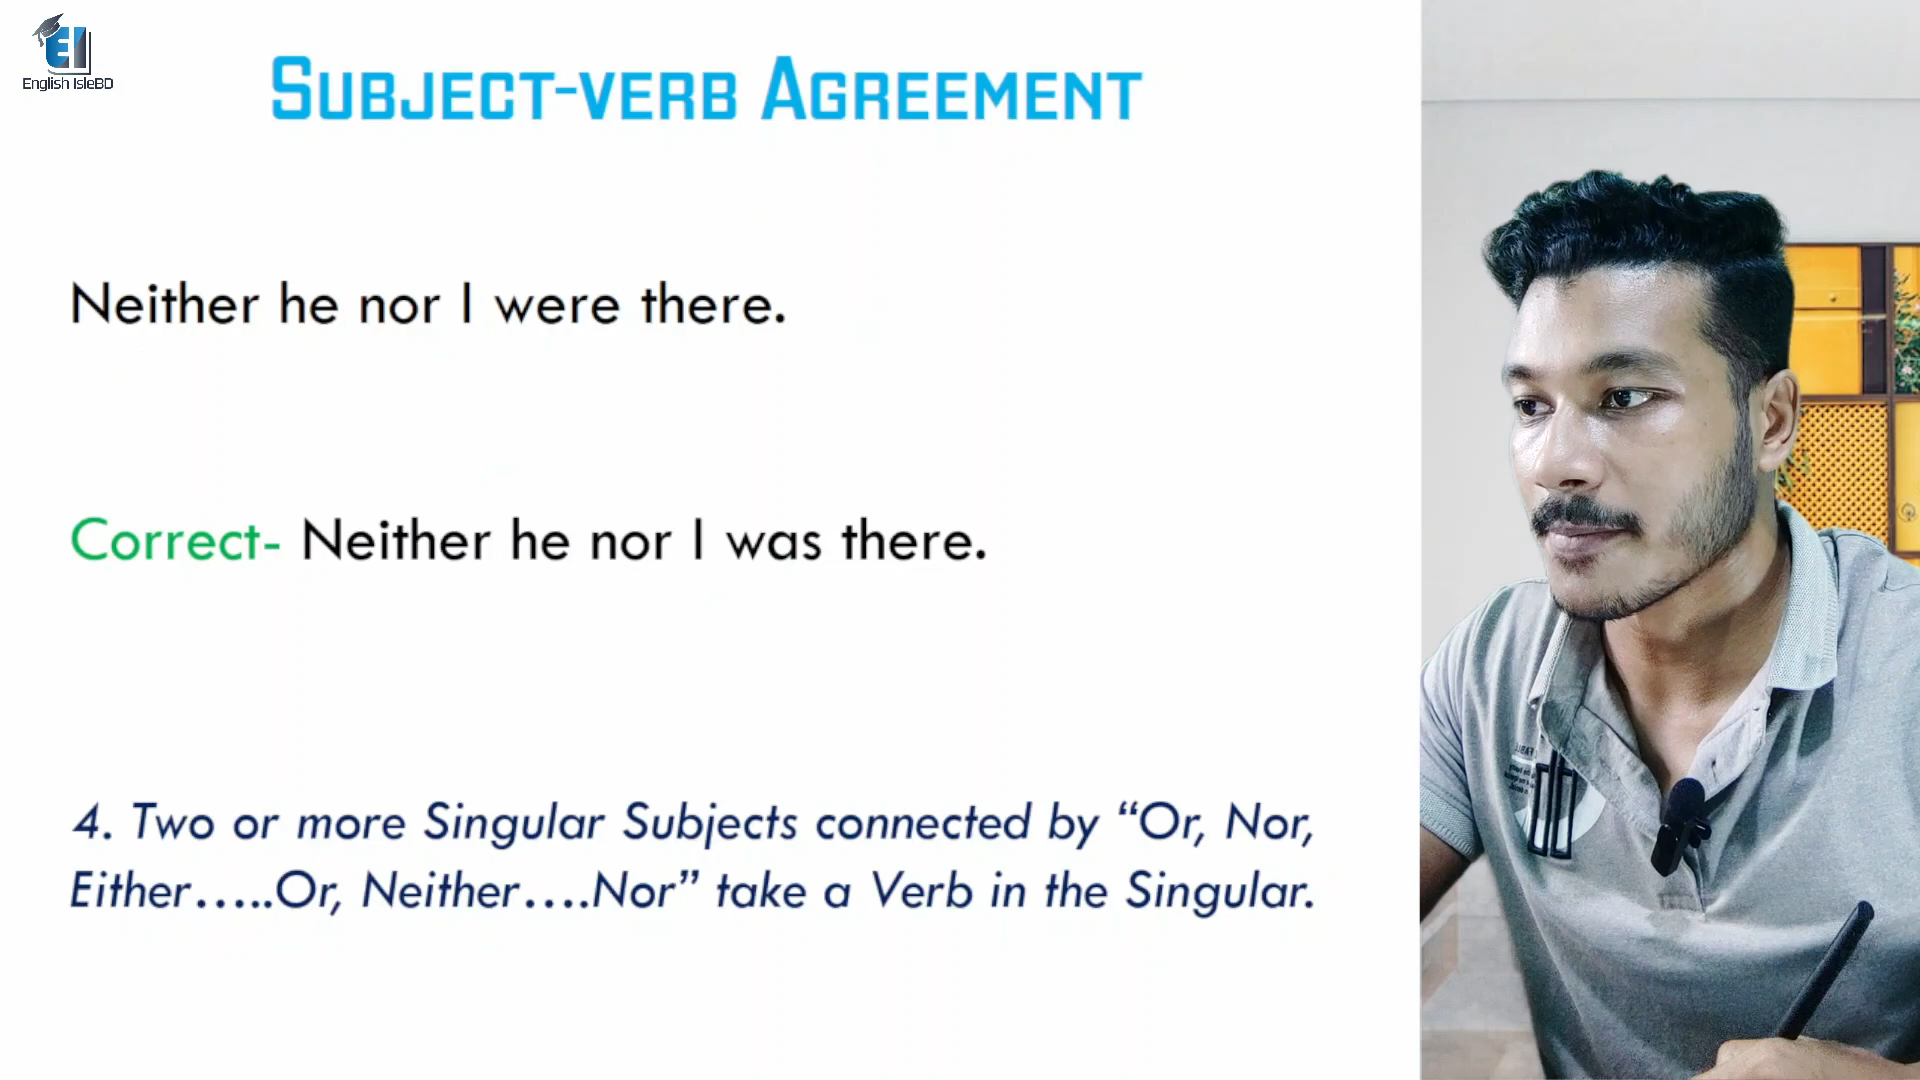 EI
English IsleBD
SUBJECT-VERB AGREEMENT
Neither he nor I were there.
Correct- Neither he nor I was there.
4. Two or more Singular Subjects connected by “Or, Nor,
Either…..Or, Neither….Nor” take a Verb in the Singular.